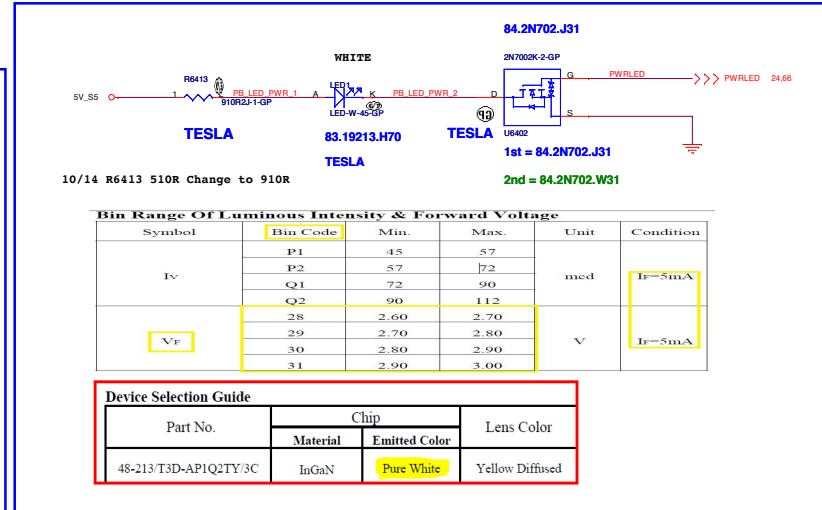 84.2N702.J31
WHITE
2N7002K-2-GP
R6413
LED1
G PWRLED PWRLED 24,66
5V_S5 1 PB_LED_PWR_1 A K PB_LED_PWR_2 D
910R2J-1-GP
LED-W-45-GP
S
TESLA 83.19213.H70 TESLA U6402
TESLA
1st = 84.2N702.J31
10/14 R6413 510R Change to 910R
2nd = 84.2N702.W31
Bin Range Of Luminous Intensity & Forward Voltage
Symbol Bin Code Min. Max. Unit Condition
Iv P1 45 57 mcd IF=5mA
P2 57 72
Q1 72 90
Q2 90 112
VF 28 2.60 2.70 V IF=5mA
29 2.70 2.80
30 2.80 2.90
31 2.90 3.00
Device Selection Guide
Part No. Chip Lens Color
Material Emitted Color
48-213/T3D-AP1Q2TY/3C InGaN Pure White Yellow Diffused